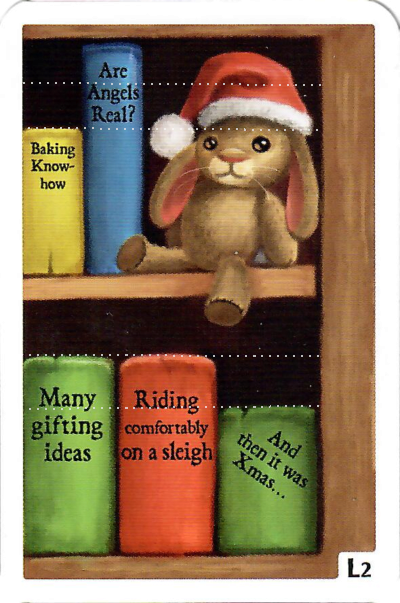 Are
Angels
Real?
Baking
Know-
how
Many
gifting
ideas
Riding
comfortably
on a sleigh
And
then it was
Xmas...
L2